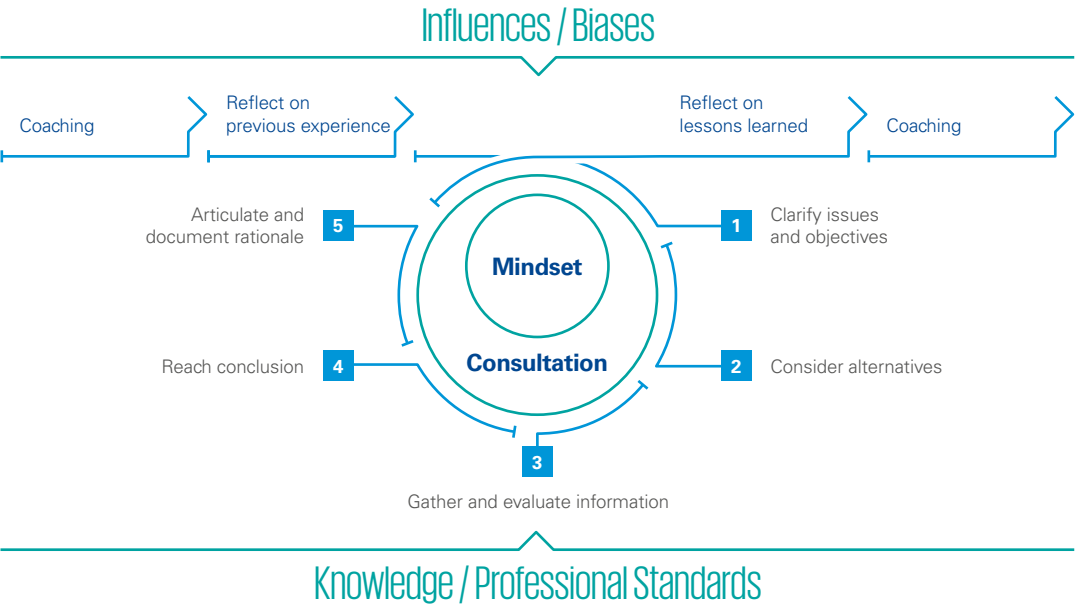 Influences / Biases
Coaching
Reflect on
previous experience
Reflect on
lessons learned
Coaching
Articulate and
document rationale
5
1
Clarify issues
and objectives
Mindset
Consultation
Reach conclusion
4
2
Consider alternatives
3
Gather and evaluate information
Knowledge / Professional Standards